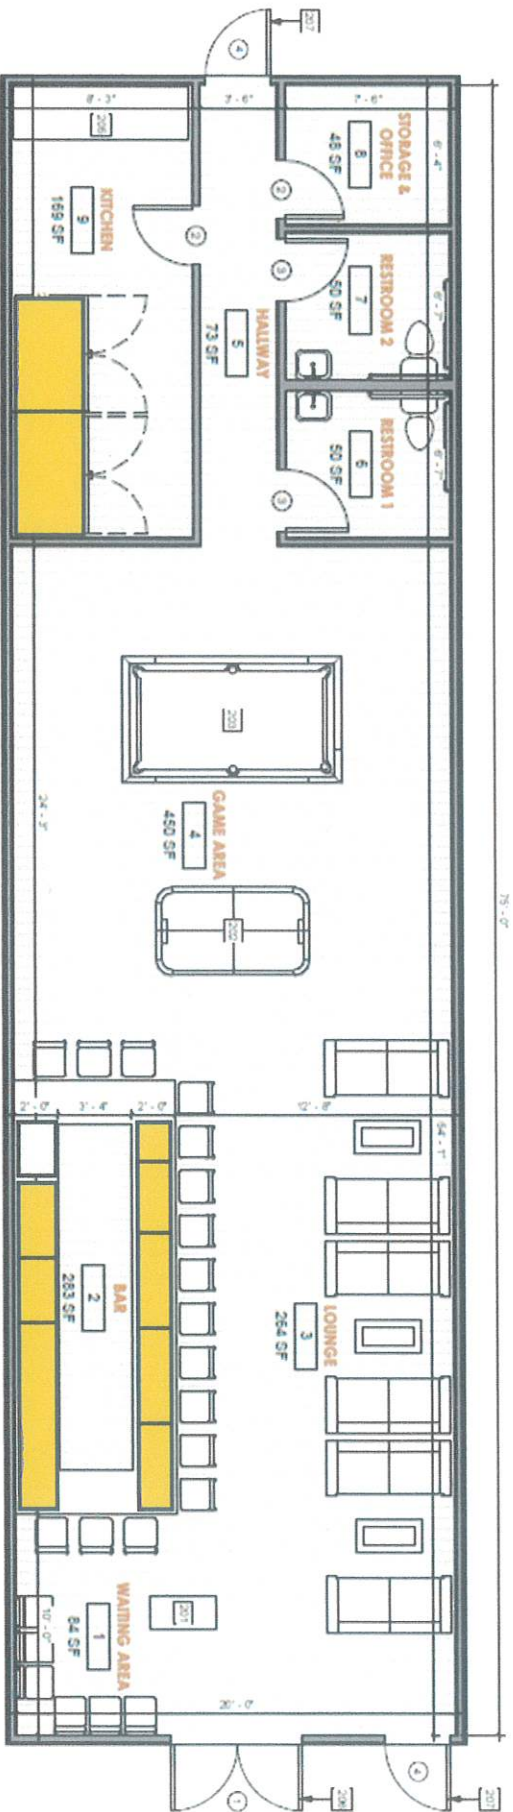 207
4
8' - 3"
3' - 6"
7' - 6"
STORAGE &
OFFICE
8
48 SF
6' - 4"
2
KITCHEN
9
169 SF
2
3
RESTROOM 2
7
50 SF
6' - 7"
HALLWAY
5
73 SF
RESTROOM 1
6
50 SF
6' - 7"
3
203
GAME AREA
4
450 SF
24' - 3"
202
75' - 0"
2' - 0"
3' - 4"
2' - 0"
12' - 8"
54' - 1"
BAR
2
283 SF
LOUNGE
3
264 SF
WAITING AREA
1
84 SF
201
10' - 0"
20' - 0"
1
4
207